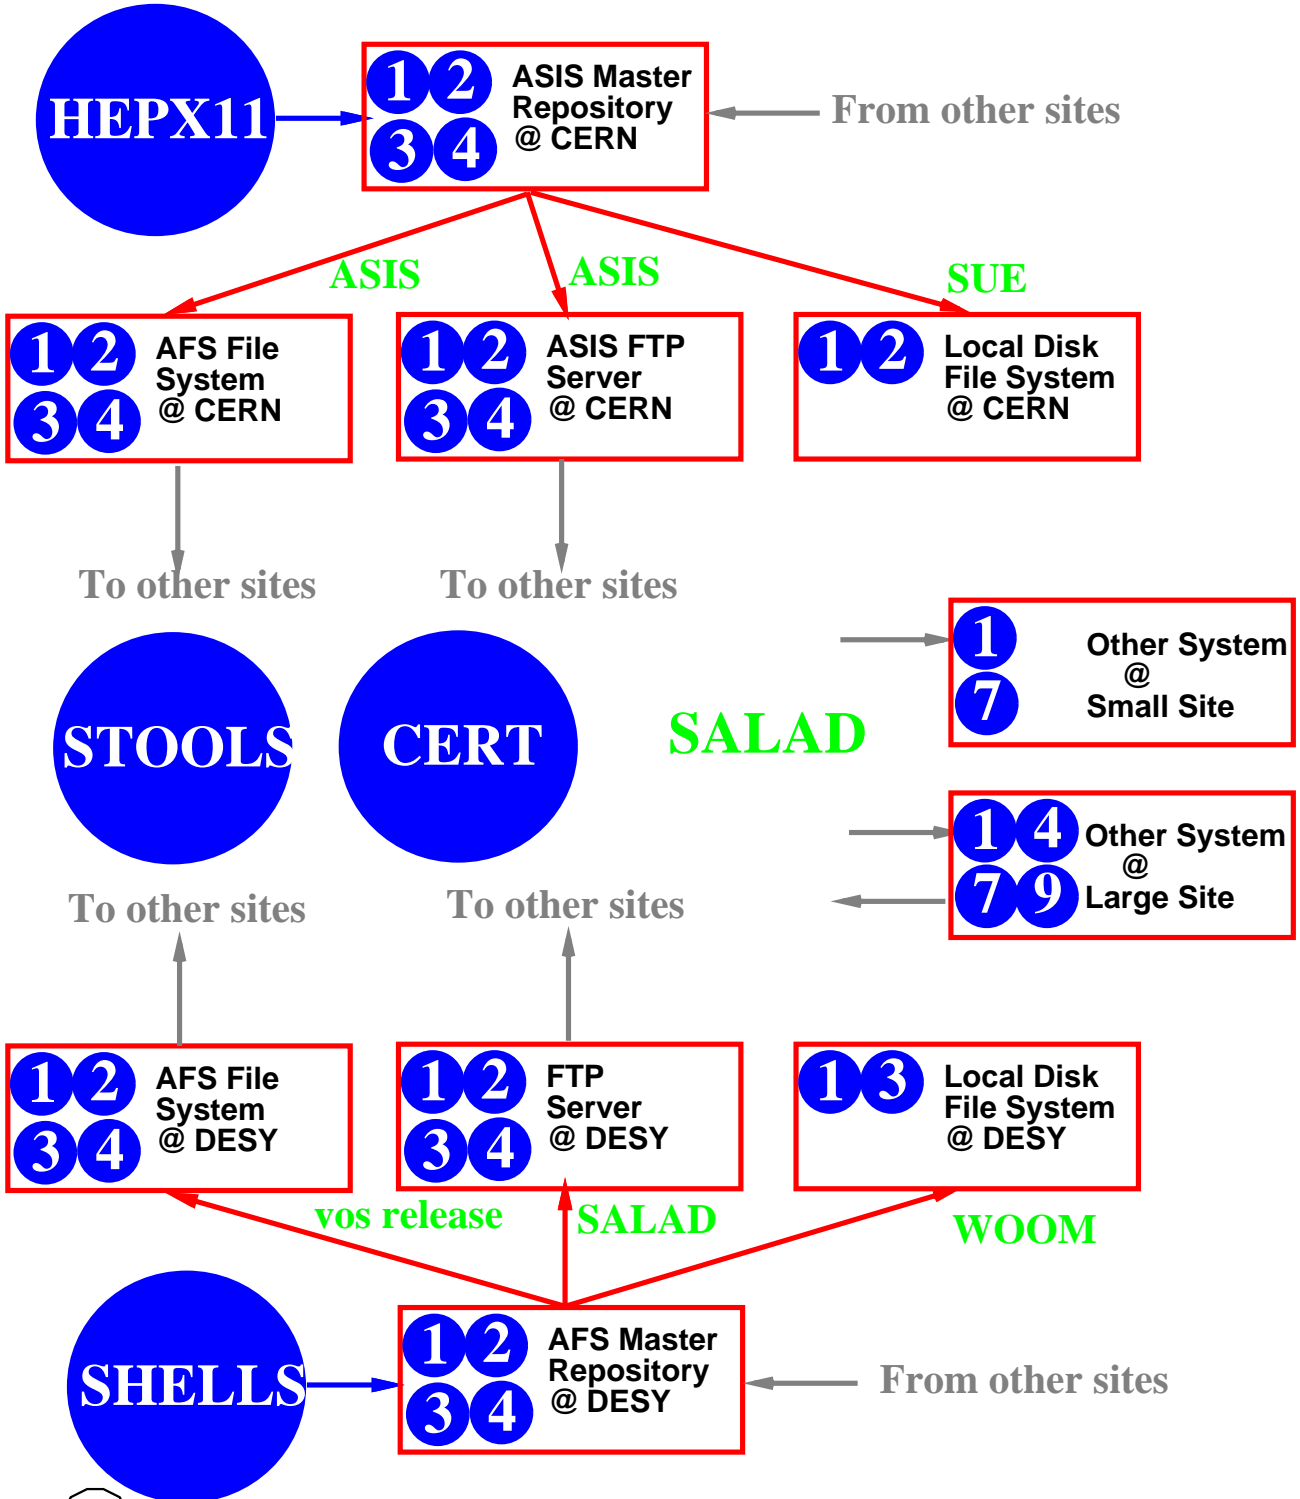 HEPX11
1 2
3 4
ASIS Master
Repository
@ CERN
From other sites
ASIS
ASIS
SUE
1 2
3 4
AFS File
System
@ CERN
1 2
3 4
ASIS FTP
Server
@ CERN
1 2
Local Disk
File System
@ CERN
To other sites
To other sites
1
7
Other System
@
Small Site
STOOLS
CERT
SALAD
1 4
7 9
Other System
@
Large Site
To other sites
To other sites
1 2
3 4
AFS File
System
@ DESY
1 2
3 4
FTP
Server
@ DESY
1 3
Local Disk
File System
@ DESY
vos release
SALAD
WOOM
SHELLS
1 2
3 4
AFS Master
Repository
@ DESY
From other sites